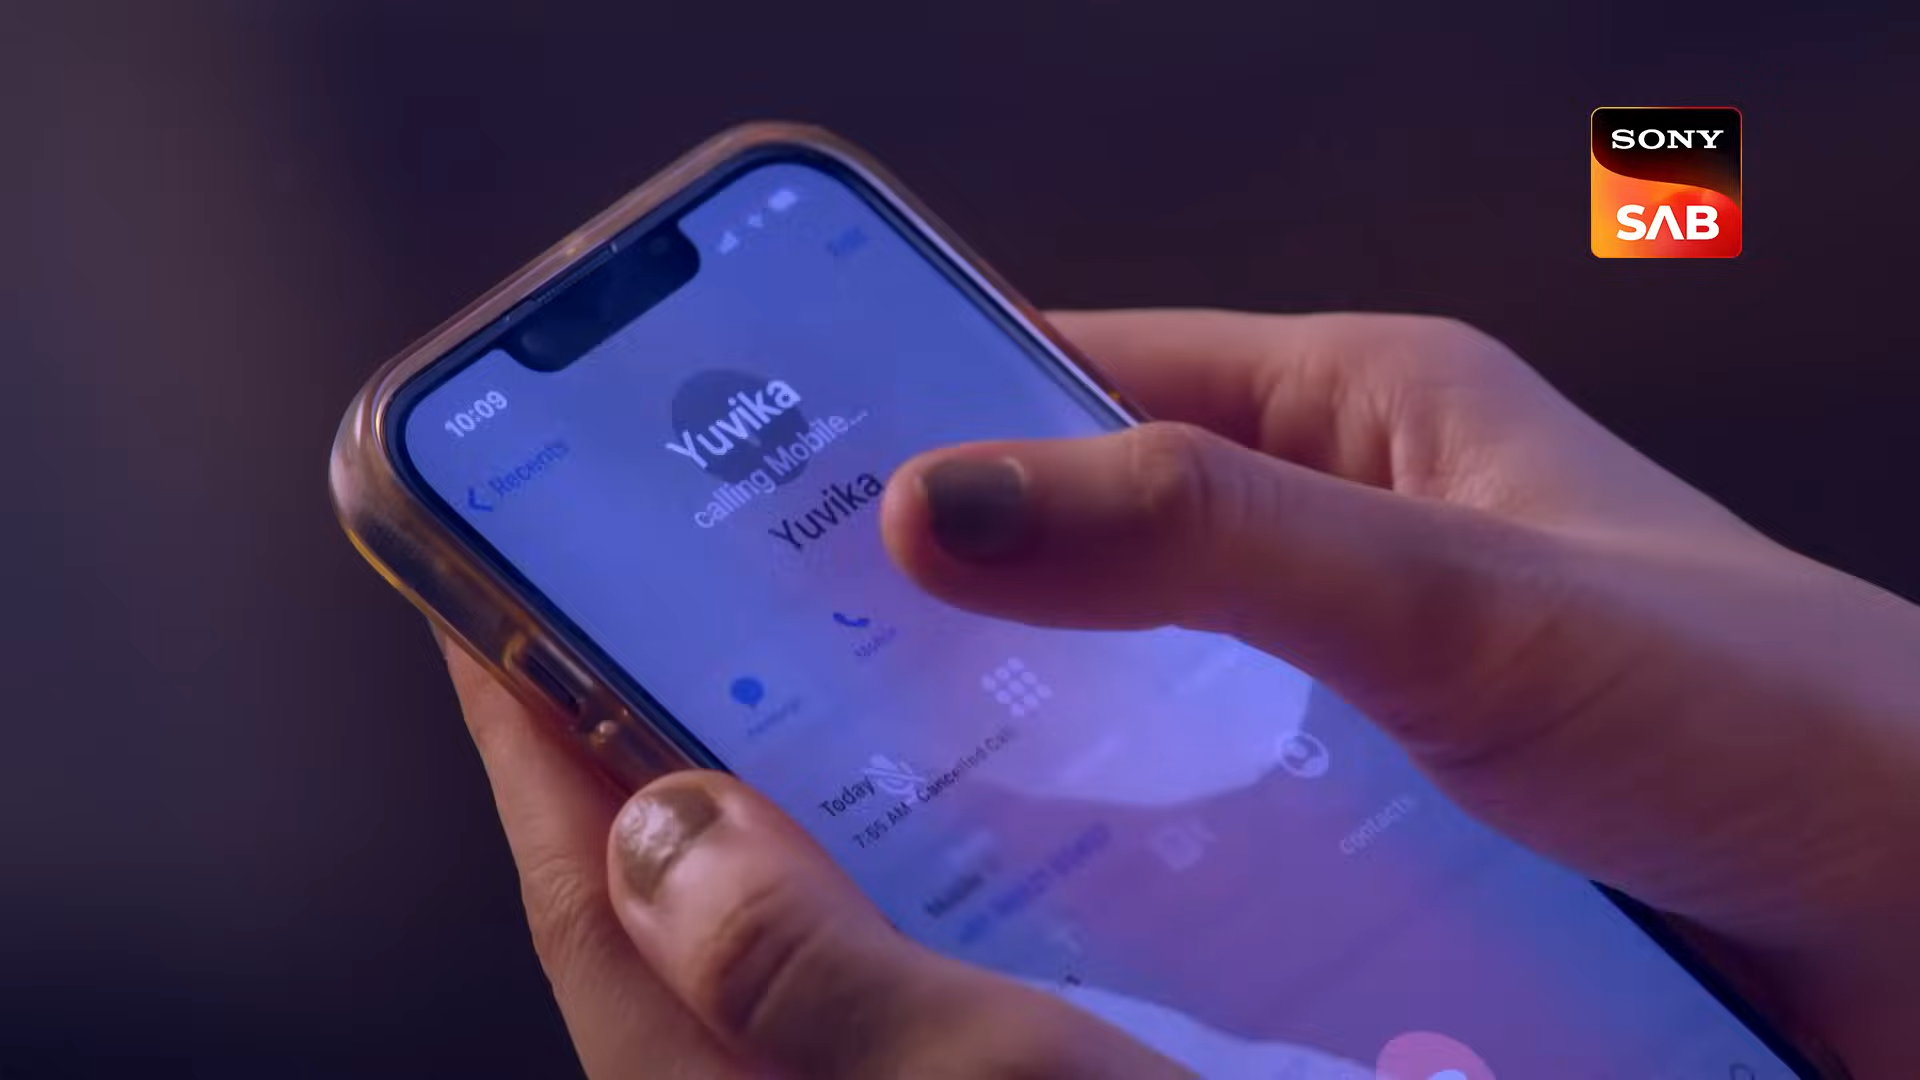 SONY
SAB
10:09
Recents
Yuvika
calling Mobile...
Yuvika
Today
7:55 AM Cancelled Call
contacts